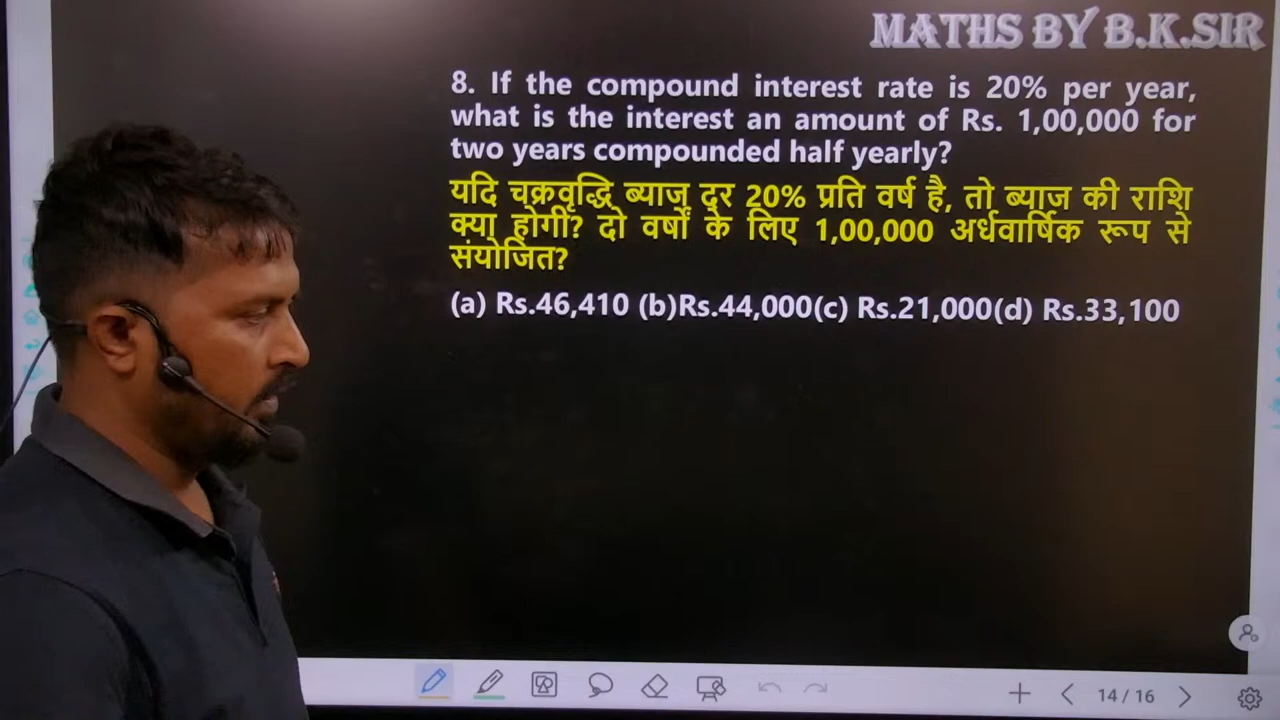 MATHS BY B.K.SIR
8. If the compound interest rate is 20% per year,
what is the interest an amount of Rs. 1,00,000 for
two years compounded half yearly?
यदि चक्रवृद्धि ब्याज दर 20% प्रति वर्ष है, तो ब्याज की राशि
क्या होगी? दो वर्षों के लिए 1,00,000 अर्धवार्षिक रूप से
संयोजित?
(a) Rs.46,410 (b)Rs.44,000(c) Rs.21,000(d) Rs.33,100
14 / 16